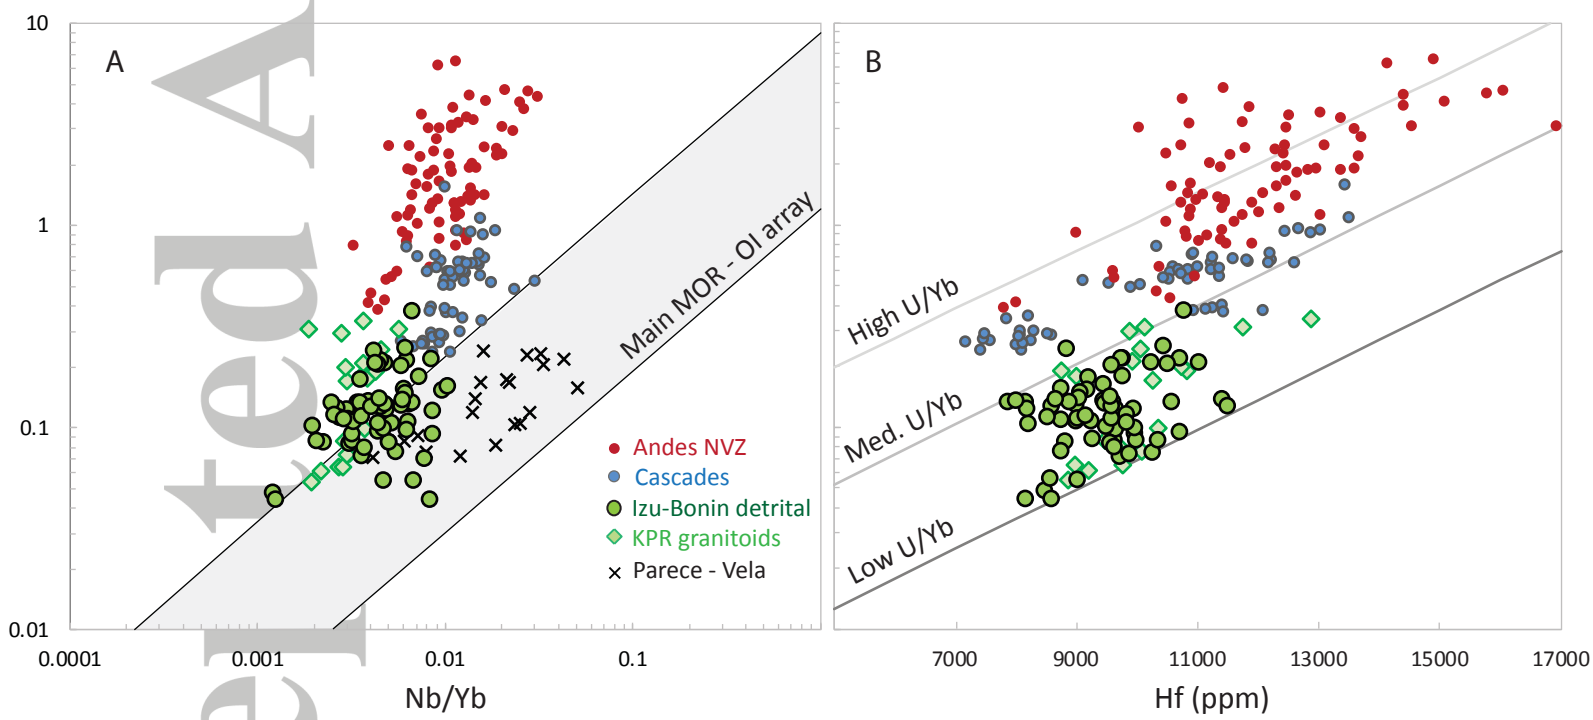 10
1
0.1
0.01
A
Main MOR - OI array
Andes NVZ
Cascades
Izu-Bonin detrital
KPR granitoids
Parece - Vela
0.0001
0.001
0.01
0.1
Nb/Yb
B
High U/Yb
Med. U/Yb
Low U/Yb
7000
9000
11000
13000
15000
17000
Hf (ppm)
ted A